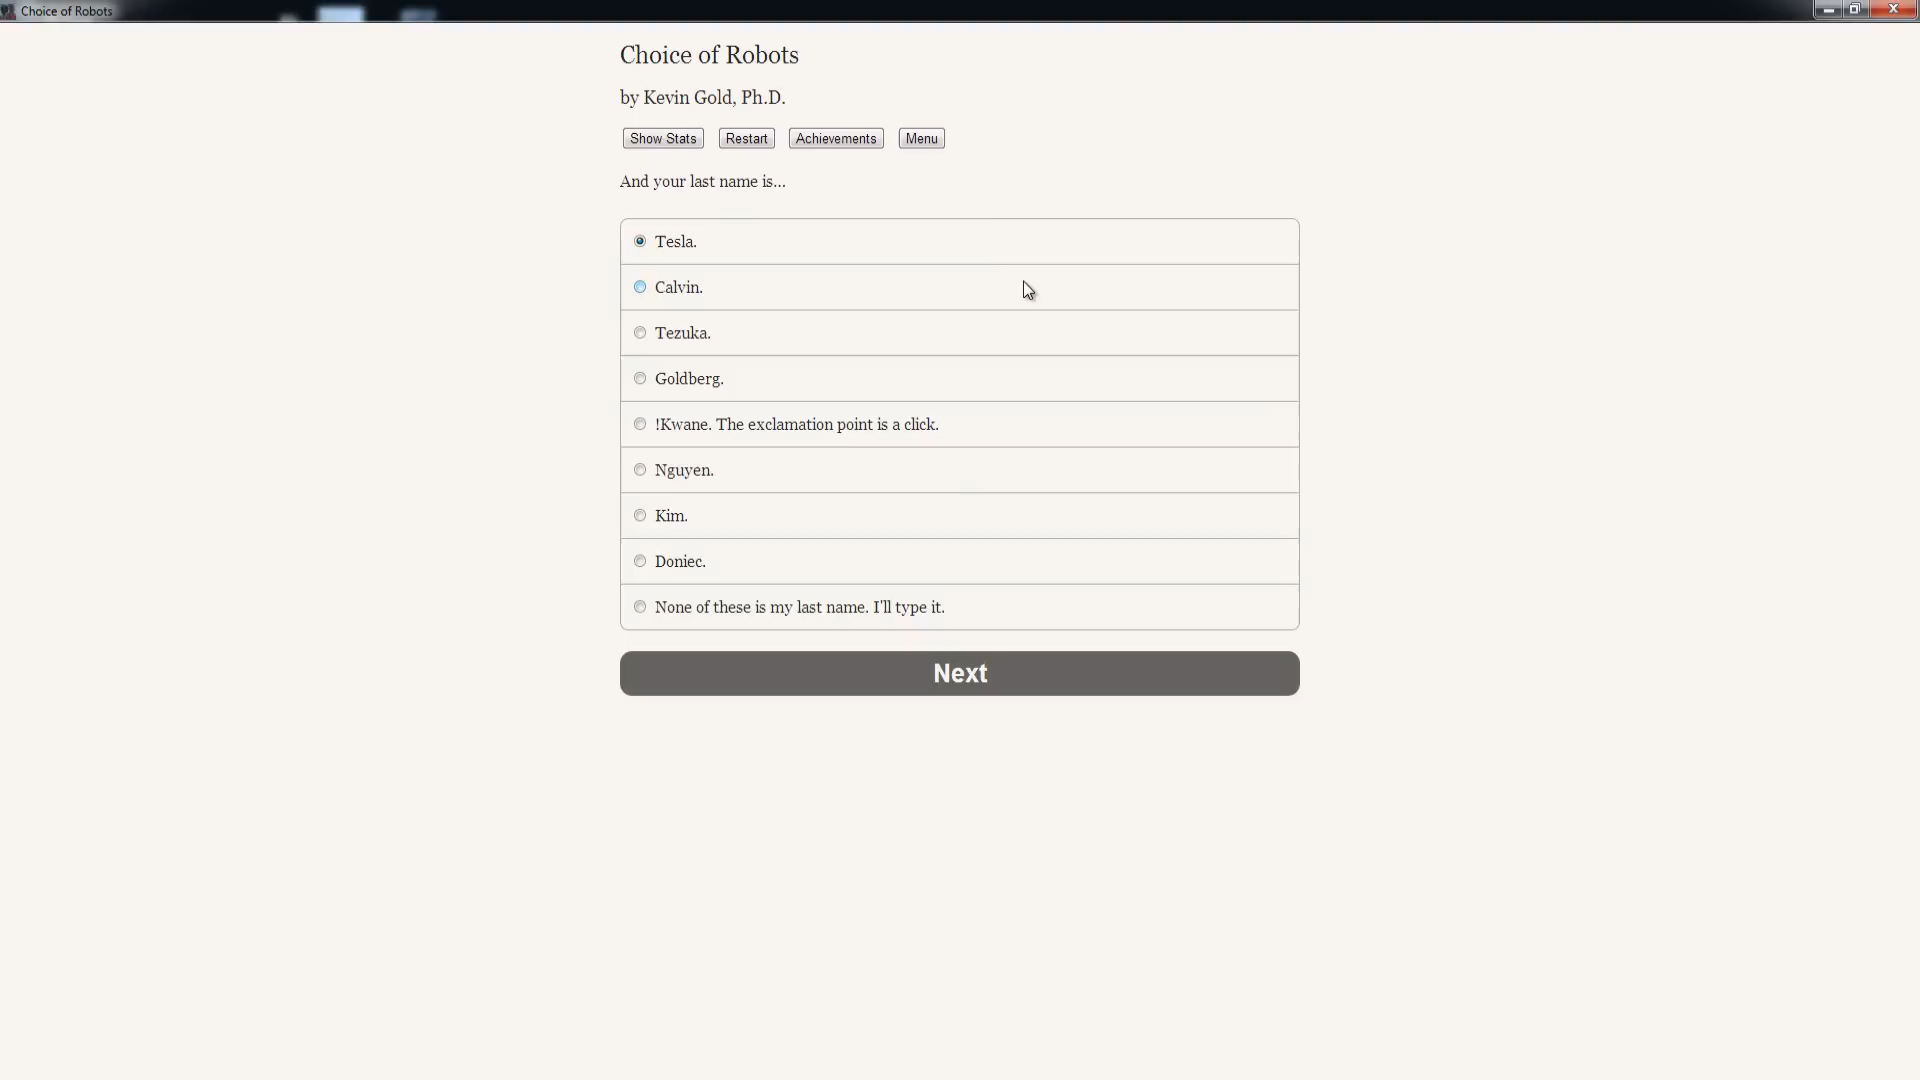 Choice of Robots
Choice of Robots
by Kevin Gold, Ph.D.
Show Stats Restart Achievements Menu
And your last name is...
Tesla.
Calvin.
Tezuka.
Goldberg.
!Kwane. The exclamation point is a click.
Nguyen.
Kim.
Doniec.
None of these is my last name. I'll type it.
Next